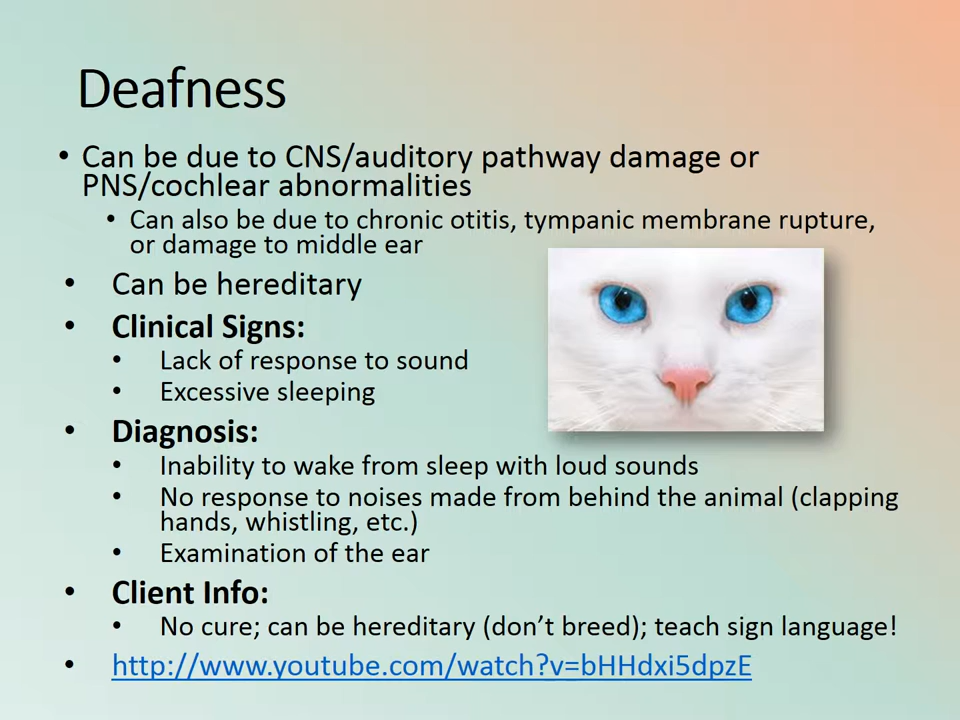 Deafness
• Can be due to CNS/auditory pathway damage or
PNS/cochlear abnormalities
• Can also be due to chronic otitis, tympanic membrane rupture,
or damage to middle ear
• Can be hereditary
• Clinical Signs:
• Lack of response to sound
• Excessive sleeping
• Diagnosis:
• Inability to wake from sleep with loud sounds
• No response to noises made from behind the animal (clapping
hands, whistling, etc.)
• Examination of the ear
• Client Info:
• No cure; can be hereditary (don’t breed); teach sign language!
• http://www.youtube.com/watch?v=bHHdxi5dpzE